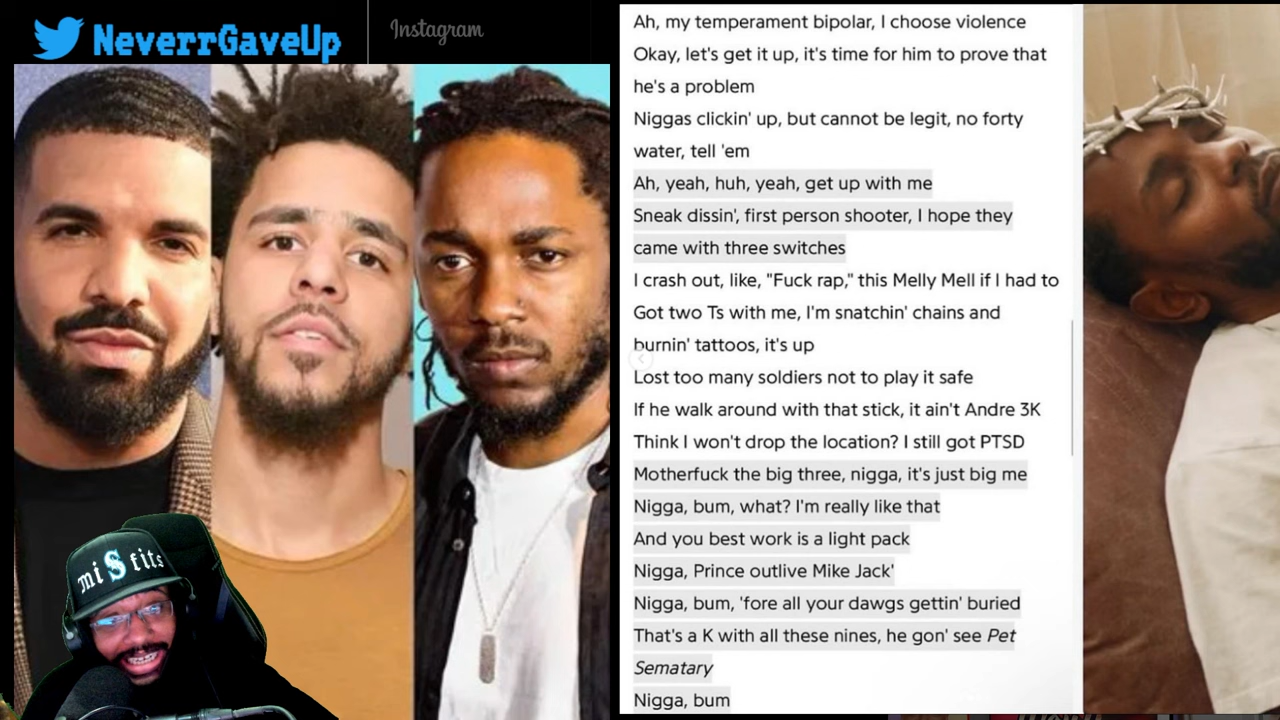 NeverrGaveUp
Instagram
Ah, my temperament bipolar, I choose violence
Okay, let's get it up, it's time for him to prove that
he's a problem
Niggas clickin' up, but cannot be legit, no forty
water, tell 'em
Ah, yeah, huh, yeah, get up with me
Sneak dissin', first person shooter, I hope they
came with three switches
I crash out, like, "Fuck rap," this Melly Mell if I had to
Got two Ts with me, I'm snatchin' chains and
burnin' tattoos, it's up
Lost too many soldiers not to play it safe
If he walk around with that stick, it ain't Andre 3K
Think I won't drop the location? I still got PTSD
Motherfuck the big three, nigga, it's just big me
Nigga, bum, what? I'm really like that
And you best work is a light pack
Nigga, Prince outlive Mike Jack'
Nigga, bum, 'fore all your dawgs gettin' buried
That's a K with all these nines, he gon' see Pet
Sematary
Nigga, bum
miSfits